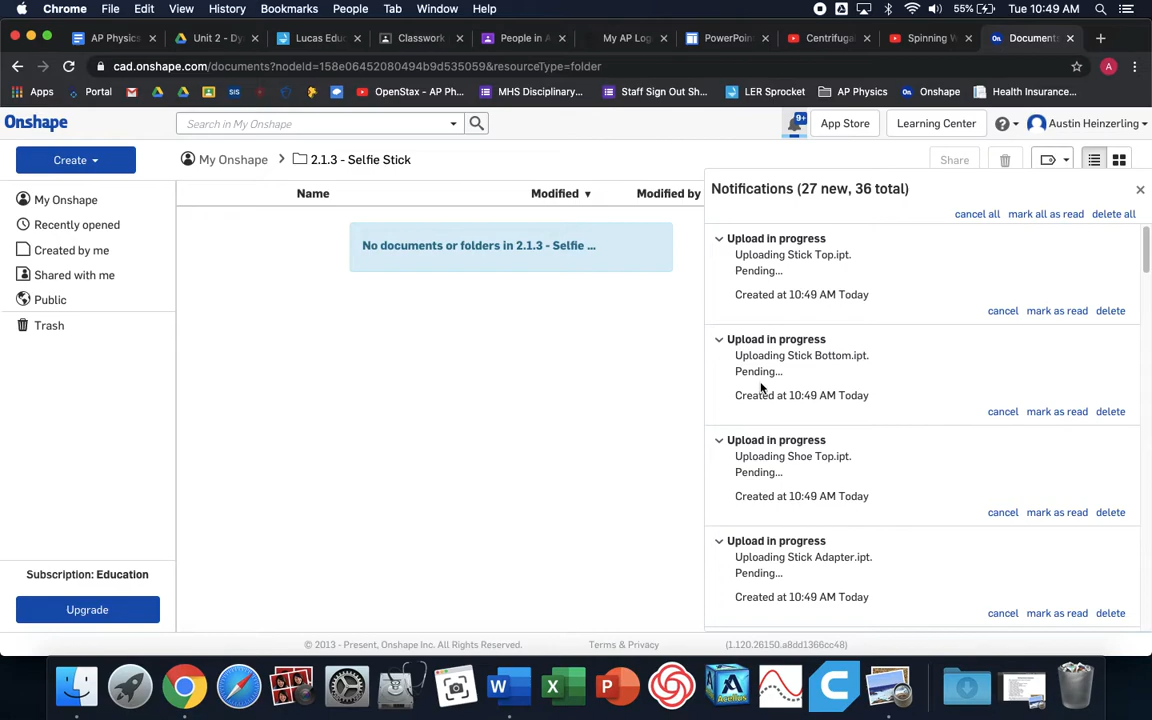 Chrome File Edit View History Bookmarks People Tab Window Help 55% Tue 10:49 AM
AP Physics Unit 2 - Dy Lucas Educ Classwork People in A My AP Log PowerPoin Centrifuga Spinning W Document
cad.onshape.com/documents?nodeId=158e06452080494b9d535059&resourceType=folder A
Apps Portal SIS OpenStax - AP Ph... MHS Disciplinary... Staff Sign Out Sh... LER Sprocket AP Physics Onshape Health Insurance...
Onshape Search in My Onshape 9+ App Store Learning Center Austin Heinzerling
Create My Onshape > 2.1.3 - Selfie Stick Share
Name Modified Modified by
My Onshape
Recently opened
Created by me
Shared with me
Public
Trash
No documents or folders in 2.1.3 - Selfie ...
Notifications (27 new, 36 total)
cancel all mark all as read delete all
Upload in progress
Uploading Stick Top.ipt.
Pending...
Created at 10:49 AM Today
cancel mark as read delete
Upload in progress
Uploading Stick Bottom.ipt.
Pending...
Created at 10:49 AM Today
cancel mark as read delete
Upload in progress
Uploading Shoe Top.ipt.
Pending...
Created at 10:49 AM Today
cancel mark as read delete
Upload in progress
Uploading Stick Adapter.ipt.
Pending...
Created at 10:49 AM Today
cancel mark as read delete
Subscription: Education
Upgrade
© 2013 - Present, Onshape Inc. All Rights Reserved. Terms & Privacy (1.120.26150.a8dd1366cc48)